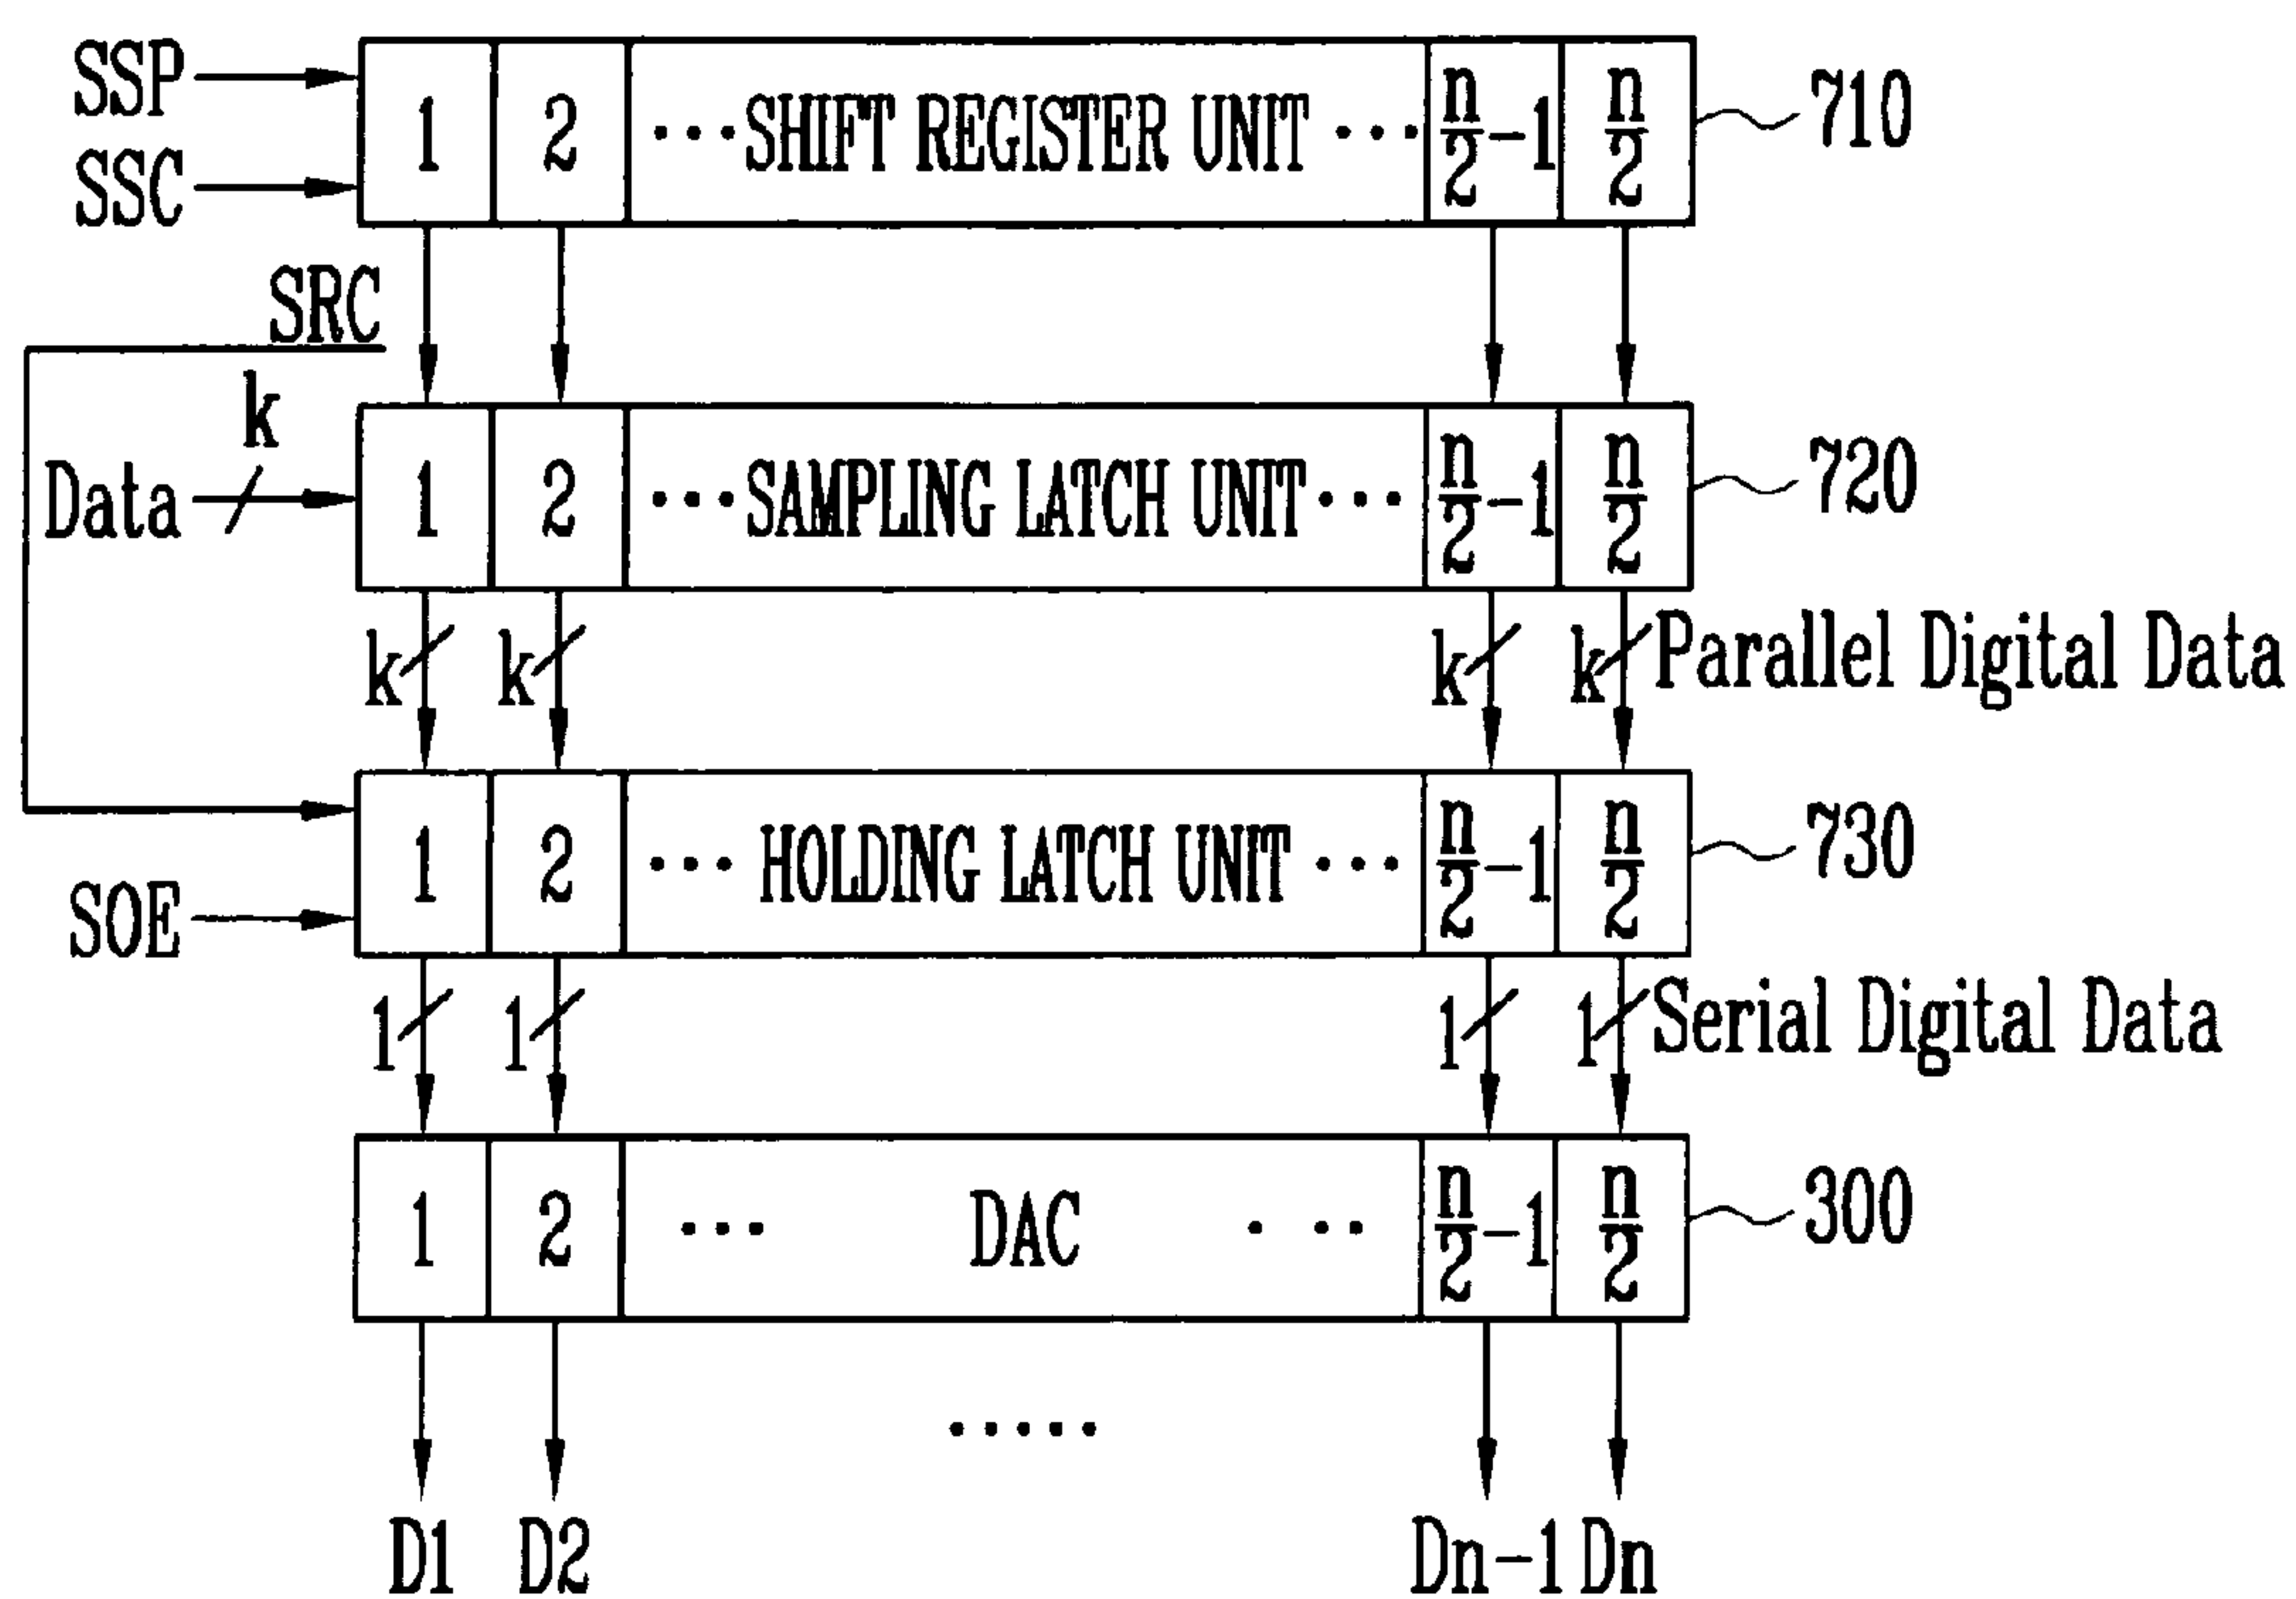 SSP
SSC
1 2 ··· SHIFT REGISTER UNIT ··· n/2 -1 n/2
710
SRC
k
Data
1 2 ··· SAMPLING LATCH UNIT ··· n/2 -1 n/2
720
k k k k Parallel Digital Data
1 2 ··· HOLDING LATCH UNIT ··· n/2 -1 n/2
730
SOE
1 1 1 1 Serial Digital Data
1 2 ··· DAC · ·· n/2 -1 n/2
300
·····
D1 D2 Dn-1 Dn